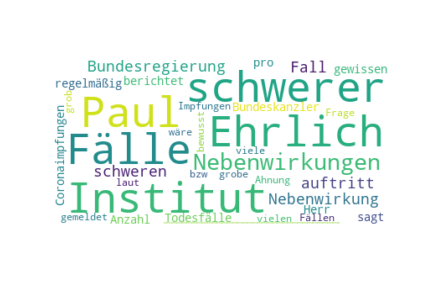 Bundesregierung pro Fall gewissen
regelmäßig berichtet schwerer
grob Paul Impfungen Bundeskanzler Frage
Coronaimpfungen Fälle wäre bewusst Ehrlich
viele
schweren bzw grobe Nebenwirkungen
laut Institut Ahnung auftritt
Nebenwirkung
Herr
gemeldet Anzahl Todesfälle vielen Fällen sagt